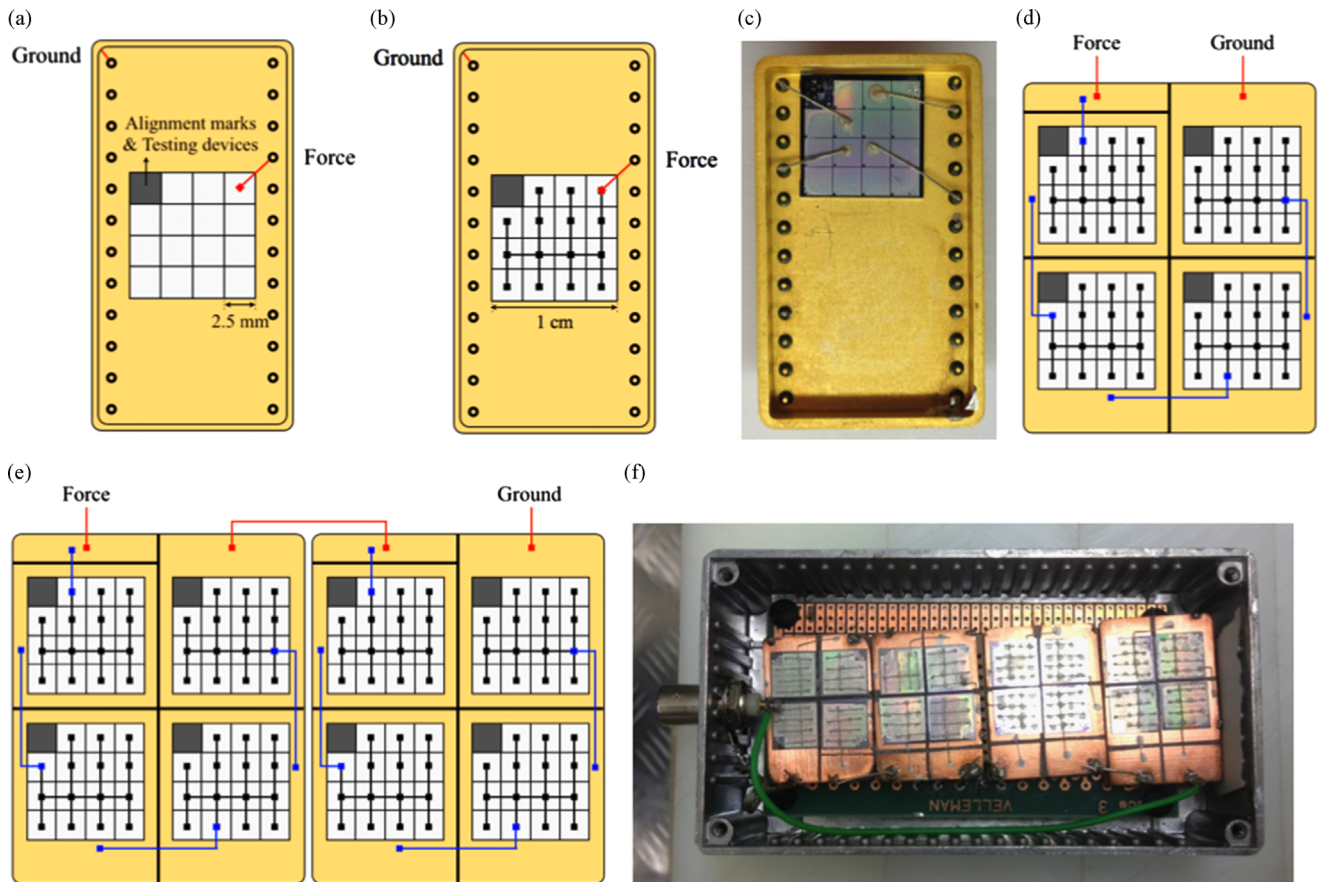 (a)
Ground
Force
Alignment marks
& Testing devices
2.5 mm
(b)
Ground
Force
1 cm
(c)
(d)
Force
Ground
(e)
Force
Ground
(f)
VELLEMAN